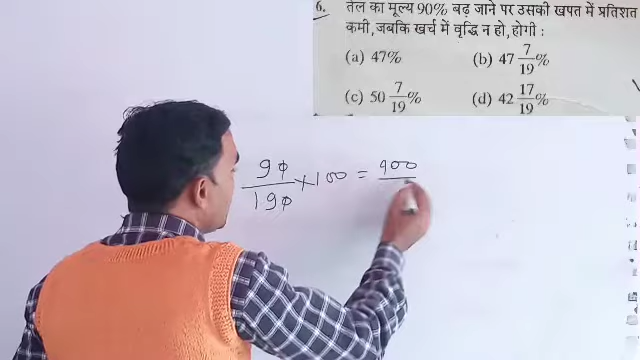 6. तेल का मूल्य 90% बढ़ जाने पर उसकी खपत में प्रतिशत
कमी, जबकि खर्च में वृद्धि न हो, होगी :
(a) 47% (b) 47 7/19%
(c) 50 7/19% (d) 42 17/19%
90/190 × 100 = 900/